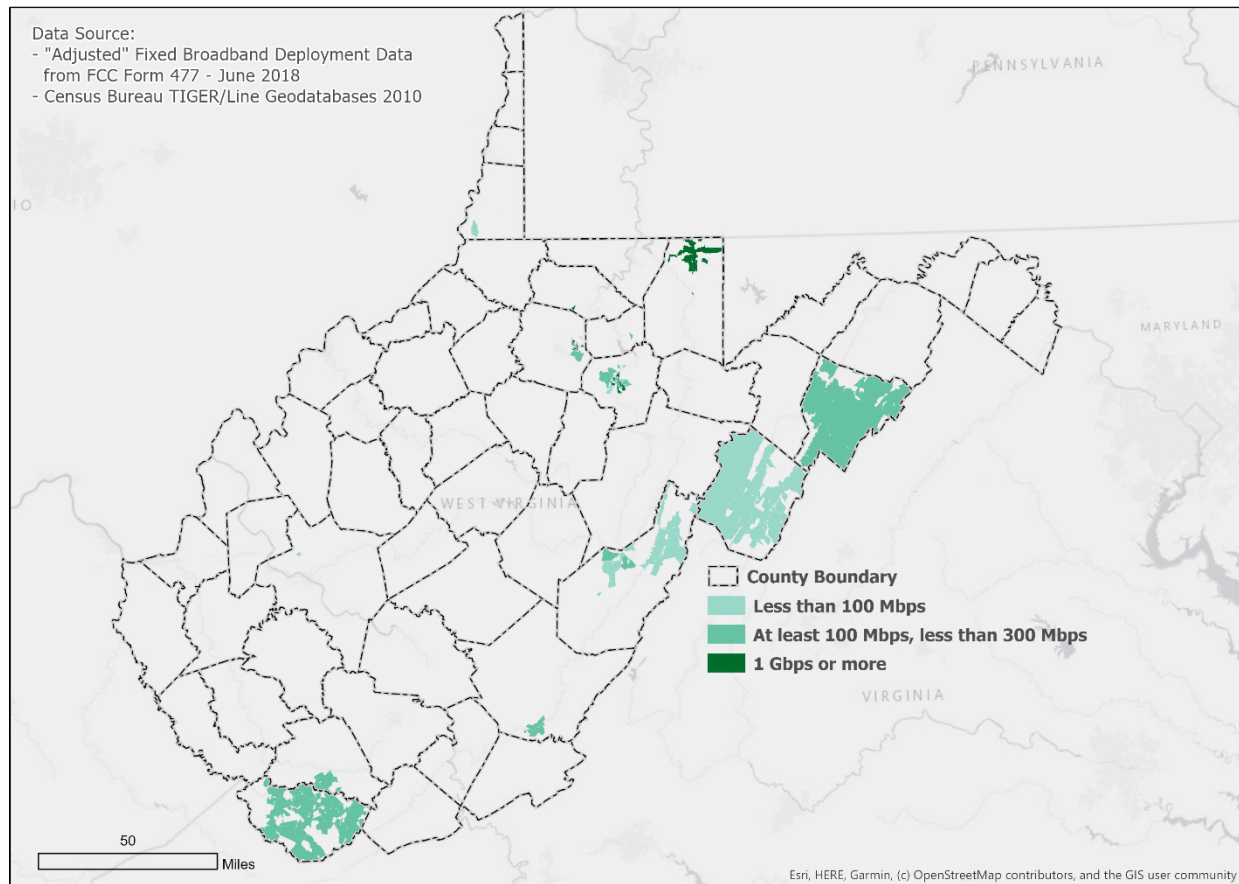 Data Source:
- "Adjusted" Fixed Broadband Deployment Data
from FCC Form 477 - June 2018
- Census Bureau TIGER/Line Geodatabases 2010
PENNSYLVANIA
IO
MARYLAND
WEST VIRGINIA
County Boundary
Less than 100 Mbps
At least 100 Mbps, less than 300 Mbps
1 Gbps or more
VIRGINIA
50
Miles
Esri, HERE, Garmin, (c) OpenStreetMap contributors, and the GIS user community